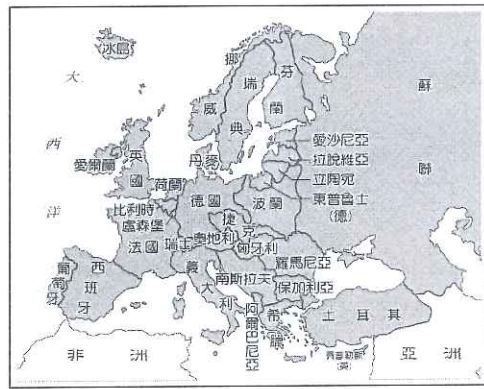 冰島
挪威
瑞典
芬蘭
蘇聯
大西洋
愛沙尼亞
拉脫維亞
立陶宛
東普魯士
(德)
愛爾蘭
英國
丹麥
荷蘭
德國
波蘭
比利時
盧森堡
捷克
法國
瑞士
奧地利
匈牙利
羅馬尼亞
義大利
南斯拉夫
保加利亞
葡萄牙
西班牙
阿爾巴尼亞
希臘
土耳其
非洲
亞洲
(英)